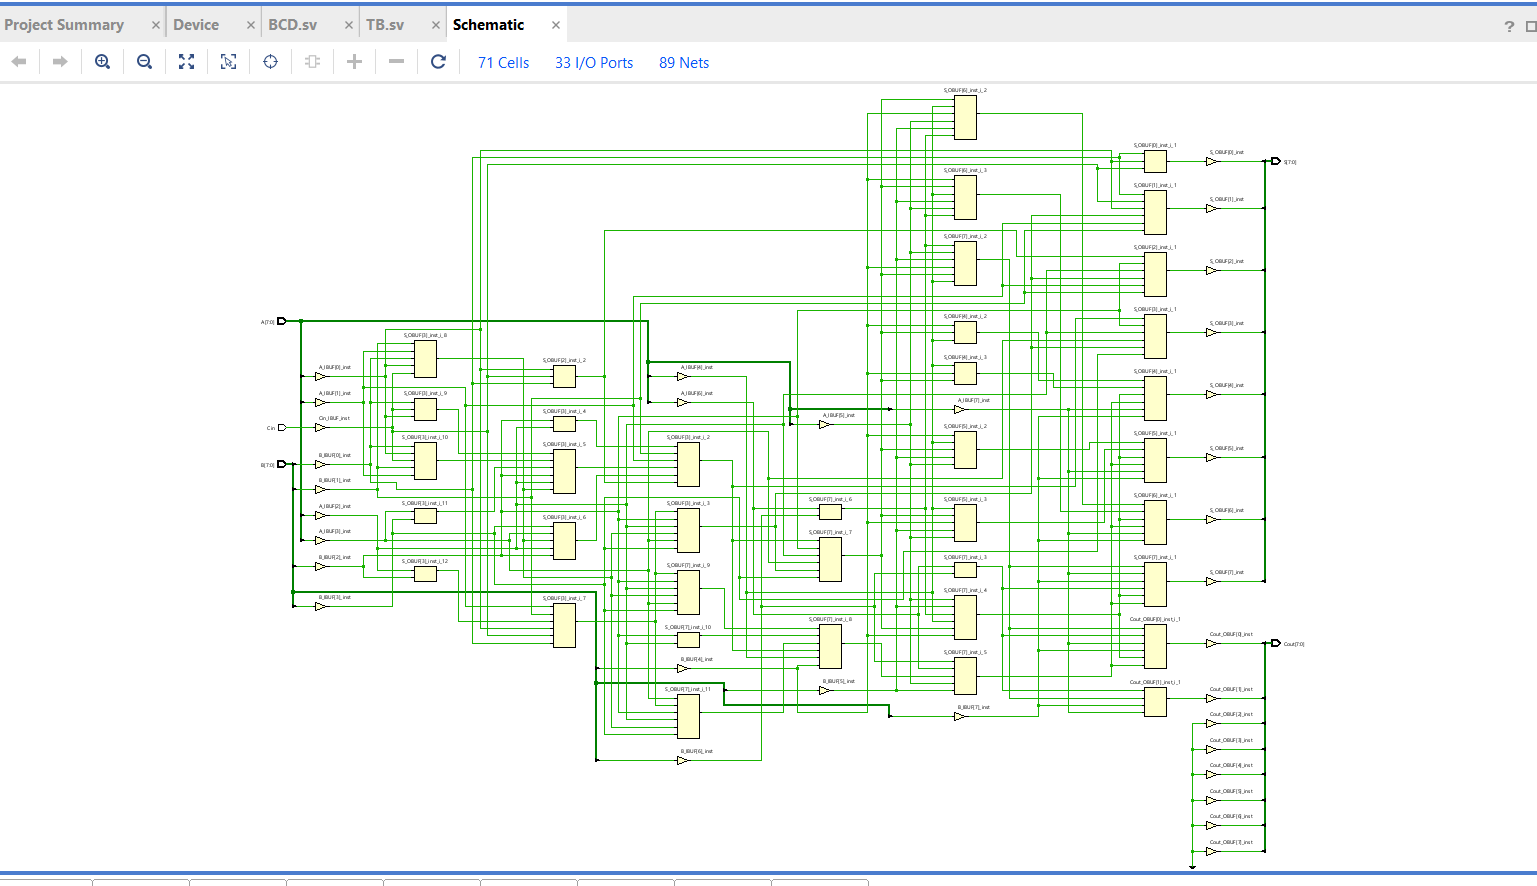 Project Summary × Device × BCD.sv × TB.sv × Schematic × ?
71 Cells 33 I/O Ports 89 Nets
S_OBUF[6]_inst_i_2
S_OBUF[0]_inst_i_1
S_OBUF[0]_inst
S[7:0]
S_OBUF[6]_inst_i_3
S_OBUF[1]_inst_i_1
S_OBUF[1]_inst
S_OBUF[7]_inst_i_2
S_OBUF[2]_inst_i_1
S_OBUF[2]_inst
A[7:0]
S_OBUF[4]_inst_i_2
S_OBUF[3]_inst_i_1
S_OBUF[3]_inst
S_OBUF[3]_inst_i_8
S_OBUF[2]_inst_i_2
S_OBUF[4]_inst_i_3
A_IBUF[0]_inst
A_IBUF[4]_inst
S_OBUF[4]_inst_i_1
S_OBUF[4]_inst
A_IBUF[1]_inst
S_OBUF[3]_inst_i_9
A_IBUF[6]_inst
A_IBUF[7]_inst
S_OBUF[3]_inst_i_4
A_IBUF[5]_inst
Cin
Cin_IBUF_inst
S_OBUF[5]_inst_i_2
S_OBUF[3]_inst_i_10
S_OBUF[3]_inst_i_5
S_OBUF[3]_inst_i_2
S_OBUF[5]_inst_i_1
S_OBUF[5]_inst
B[7:0]
B_IBUF[0]_inst
B_IBUF[1]_inst
S_OBUF[3]_inst_i_11
S_OBUF[3]_inst_i_3
S_OBUF[7]_inst_i_6
S_OBUF[5]_inst_i_3
S_OBUF[6]_inst_i_1
S_OBUF[6]_inst
A_IBUF[2]_inst
S_OBUF[3]_inst_i_6
A_IBUF[3]_inst
S_OBUF[7]_inst_i_7
B_IBUF[2]_inst
S_OBUF[3]_inst_i_12
S_OBUF[7]_inst_i_9
S_OBUF[7]_inst_i_3
S_OBUF[7]_inst_i_1
S_OBUF[7]_inst
B_IBUF[3]_inst
S_OBUF[3]_inst_i_7
S_OBUF[7]_inst_i_4
S_OBUF[7]_inst_i_10
S_OBUF[7]_inst_i_8
Cout_OBUF[0]_inst_i_1
Cout_OBUF[0]_inst
Cout[7:0]
B_IBUF[4]_inst
S_OBUF[7]_inst_i_5
S_OBUF[7]_inst_i_11
B_IBUF[5]_inst
Cout_OBUF[1]_inst_i_1
Cout_OBUF[1]_inst
B_IBUF[7]_inst
Cout_OBUF[2]_inst
B_IBUF[6]_inst
Cout_OBUF[3]_inst
Cout_OBUF[4]_inst
Cout_OBUF[5]_inst
Cout_OBUF[6]_inst
Cout_OBUF[7]_inst